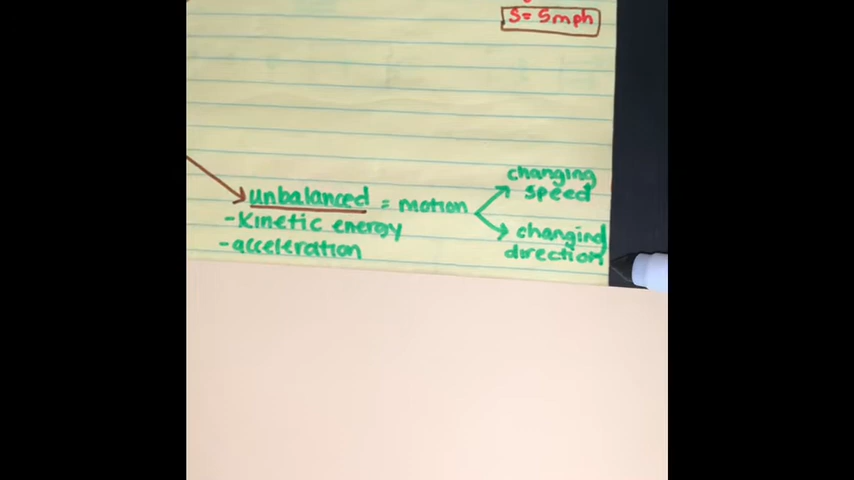 S= 5mph
changing
speed
unbalanced = motion
-Kinetic energy
changing
direction
-acceleration